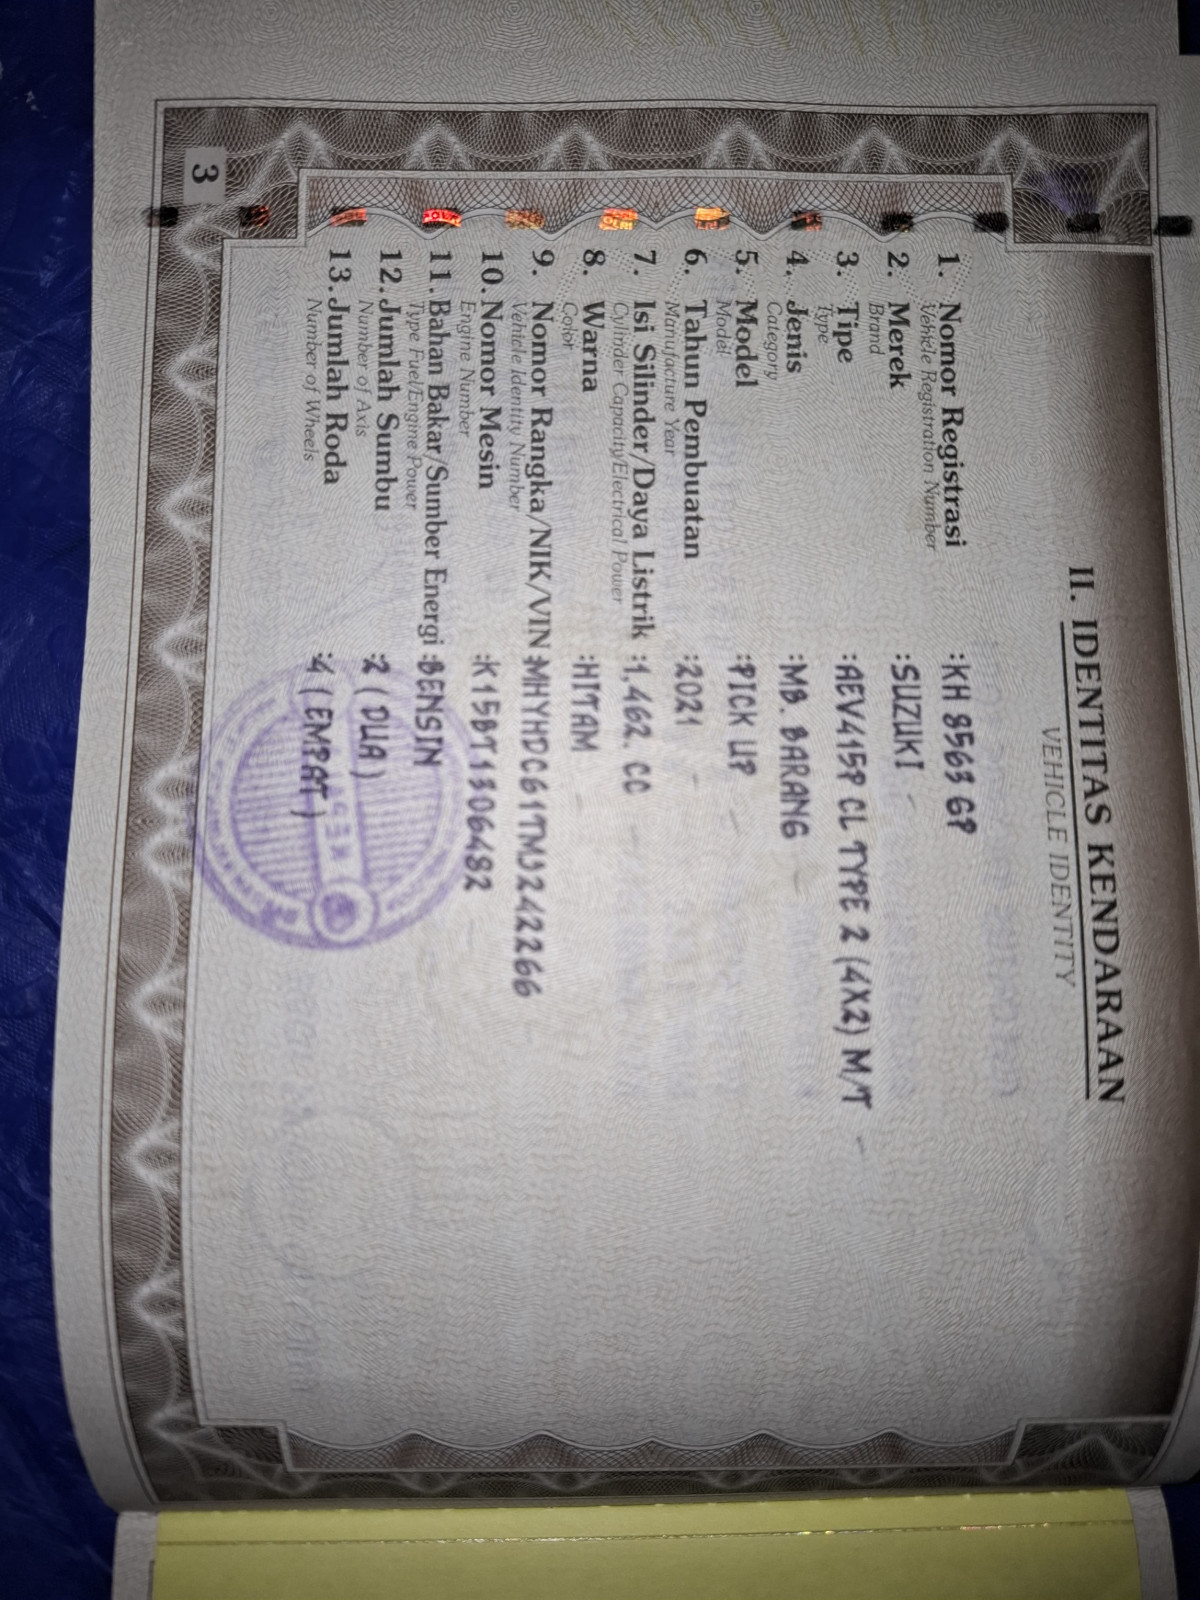 II. IDENTITAS KENDARAAN
VEHICLE IDENTITY
1. Nomor Registrasi :KH 8563 GP
Vehicle Registration Number
2. Merek :SUZUKI -
Brand
3. Tipe :AEV415P CL TYPE 2 (4X2) M/T -
Type
4. Jenis :MB. BARANG -
Category
5. Model :PICK UP -
Model
6. Tahun Pembuatan :2021 -
Manufacture Year
7. Isi Silinder/Daya Listrik :1,462. CC -
Cylinder Capacity/Electrical Power
8. Warna :HITAM -
Color
9. Nomor Rangka/NIK/VIN :MHYHDC61TMJ242266
Vehicle Identity Number
10. Nomor Mesin :K15BT1306482 -
Engine Number
11. Bahan Bakar/Sumber Energi :BENSIN
Type Fuel/Engine Power
12. Jumlah Sumbu :2 ( DUA )
Number of Axis
13. Jumlah Roda :4 ( EMPAT )
Number of Wheels
3